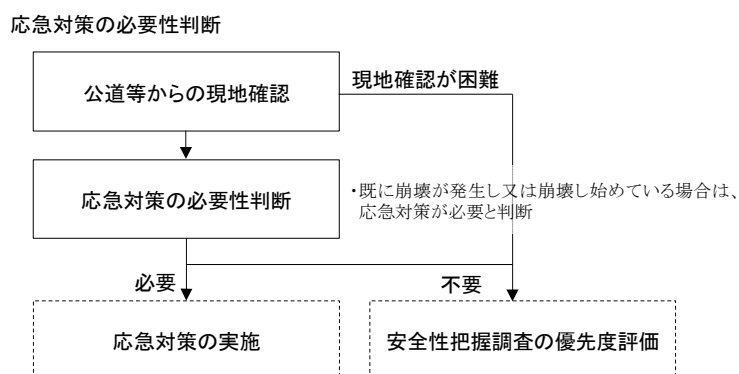 応急対策の必要性判断
公道等からの現地確認
現地確認が困難
応急対策の必要性判断
・既に崩壊が発生し又は崩壊し始めている場合は、
応急対策が必要と判断
必要
不要
応急対策の実施
安全性把握調査の優先度評価